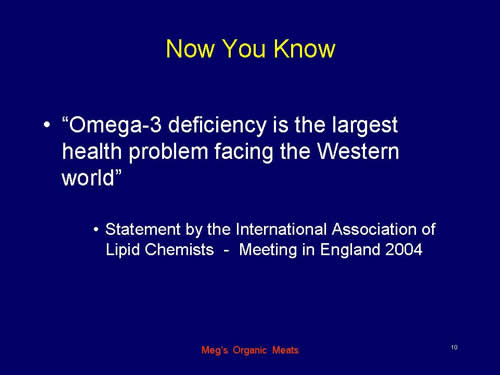 Now You Know
• “Omega-3 deficiency is the largest
health problem facing the Western
world”
• Statement by the International Association of
Lipid Chemists - Meeting in England 2004
Meg's Organic Meats
10